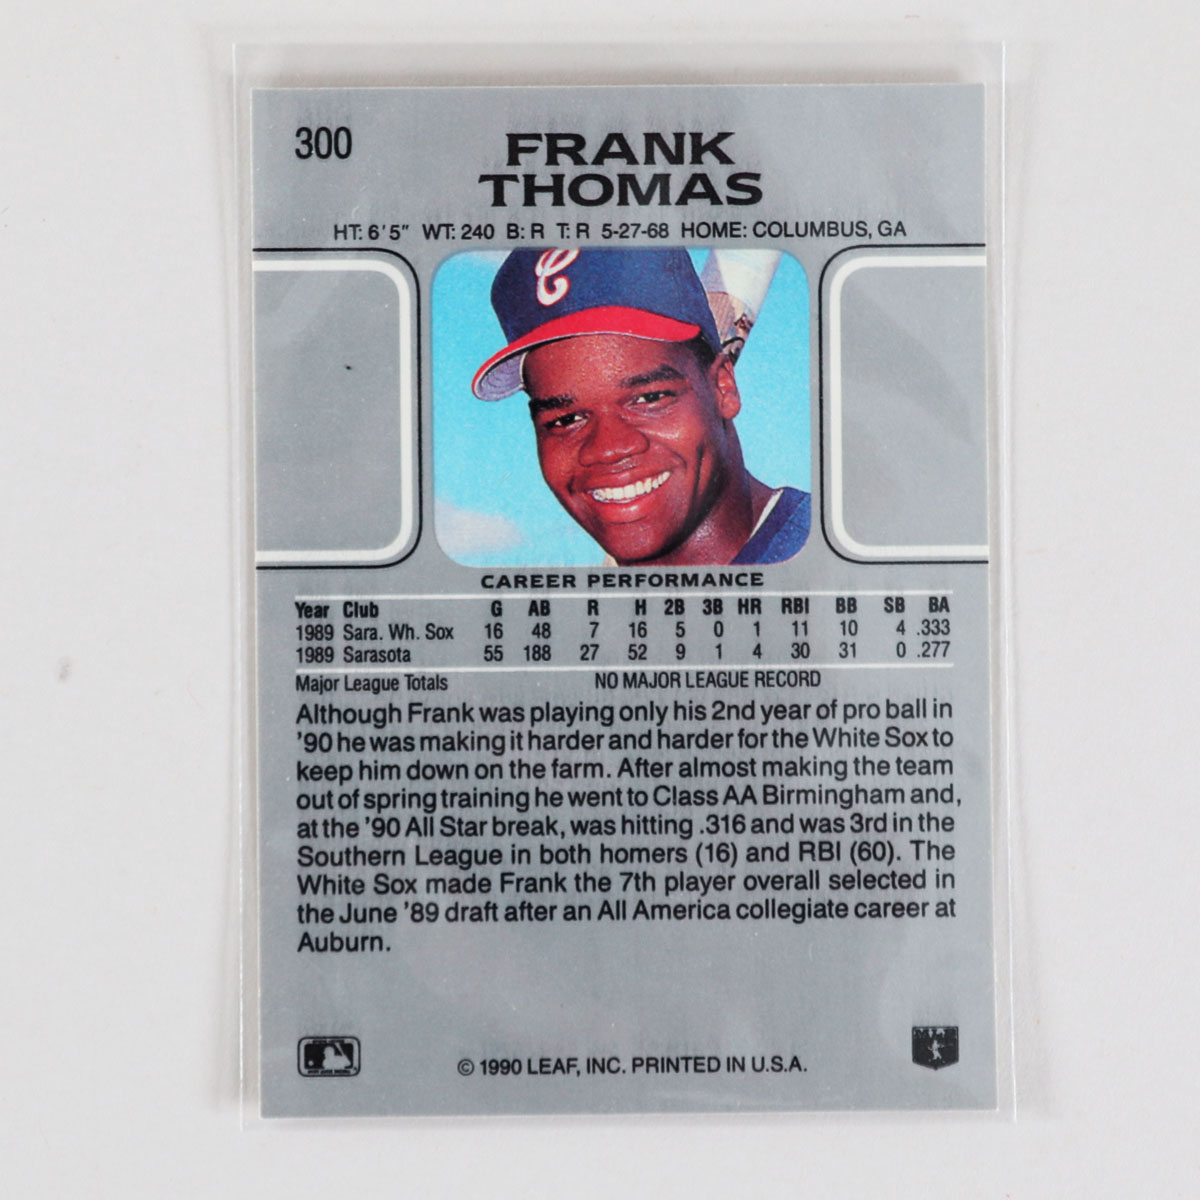 300
FRANK
THOMAS
HT: 6'5" WT: 240 B: R T: R 5-27-68 HOME: COLUMBUS, GA
C
CAREER PERFORMANCE
Year Club G AB R H 2B 3B HR RBI BB SB BA
1989 Sara. Wh. Sox 16 48 7 16 5 0 1 11 10 4 .333
1989 Sarasota 55 188 27 52 9 1 4 30 31 0 .277
Major League Totals NO MAJOR LEAGUE RECORD
Although Frank was playing only his 2nd year of pro ball in
'90 he was making it harder and harder for the White Sox to
keep him down on the farm. After almost making the team
out of spring training he went to Class AA Birmingham and,
at the '90 All Star break, was hitting .316 and was 3rd in the
Southern League in both homers (16) and RBI (60). The
White Sox made Frank the 7th player overall selected in
the June '89 draft after an All America collegiate career at
Auburn.
© 1990 LEAF, INC. PRINTED IN U.S.A.